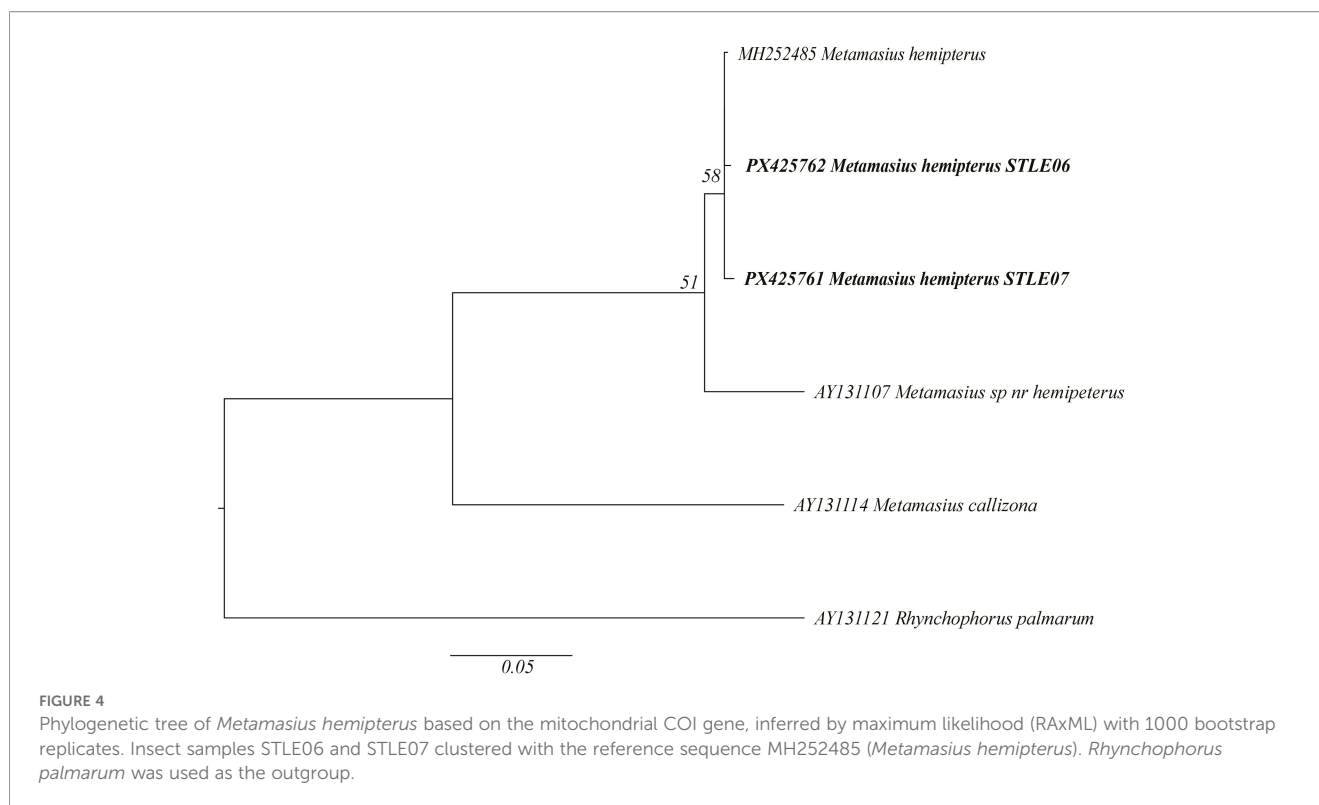 MH252485 Metamasius hemipterus
PX425762 Metamasius hemipterus STLE06
58
PX425761 Metamasius hemipterus STLE07
51
AY131107 Metamasius sp nr hemipeterus
AY131114 Metamasius callizona
AY131121 Rhynchophorus palmarum
0.05
FIGURE 4
Phylogenetic tree of Metamasius hemipterus based on the mitochondrial COI gene, inferred by maximum likelihood (RAxML) with 1000 bootstrap
replicates. Insect samples STLE06 and STLE07 clustered with the reference sequence MH252485 (Metamasius hemipterus). Rhynchophorus
palmarum was used as the outgroup.